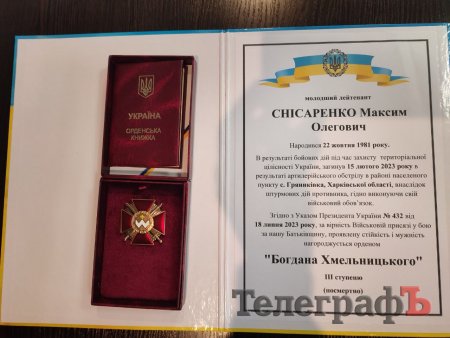 УКРАЇНА
ОРДЕНСЬКА
КНИЖКА
молодший лейтенант
СНІСАРЕНКО Максим
Олегович
Народився 22 жовтня 1981 року.
В результаті бойових дій під час захисту територіальної
цілісності України, загинув 15 лютого 2023 року в
результаті артилерійського обстрілу в районі населеного
пункту с. Гряниківка, Харківської області, внаслідок
штурмових дій противника, гідно виконуючи свій
військовий обов'язок.
Згідно з Указом Президента України № 432 від
18 липня 2023 року, за вірність Військовій присязі у бою
за нашу Батьківщину, проявлену стійкість і мужність
нагороджується орденом
"Богдана Хмельницького"
III ступеню
(посмертно)
ТелеграфЪ